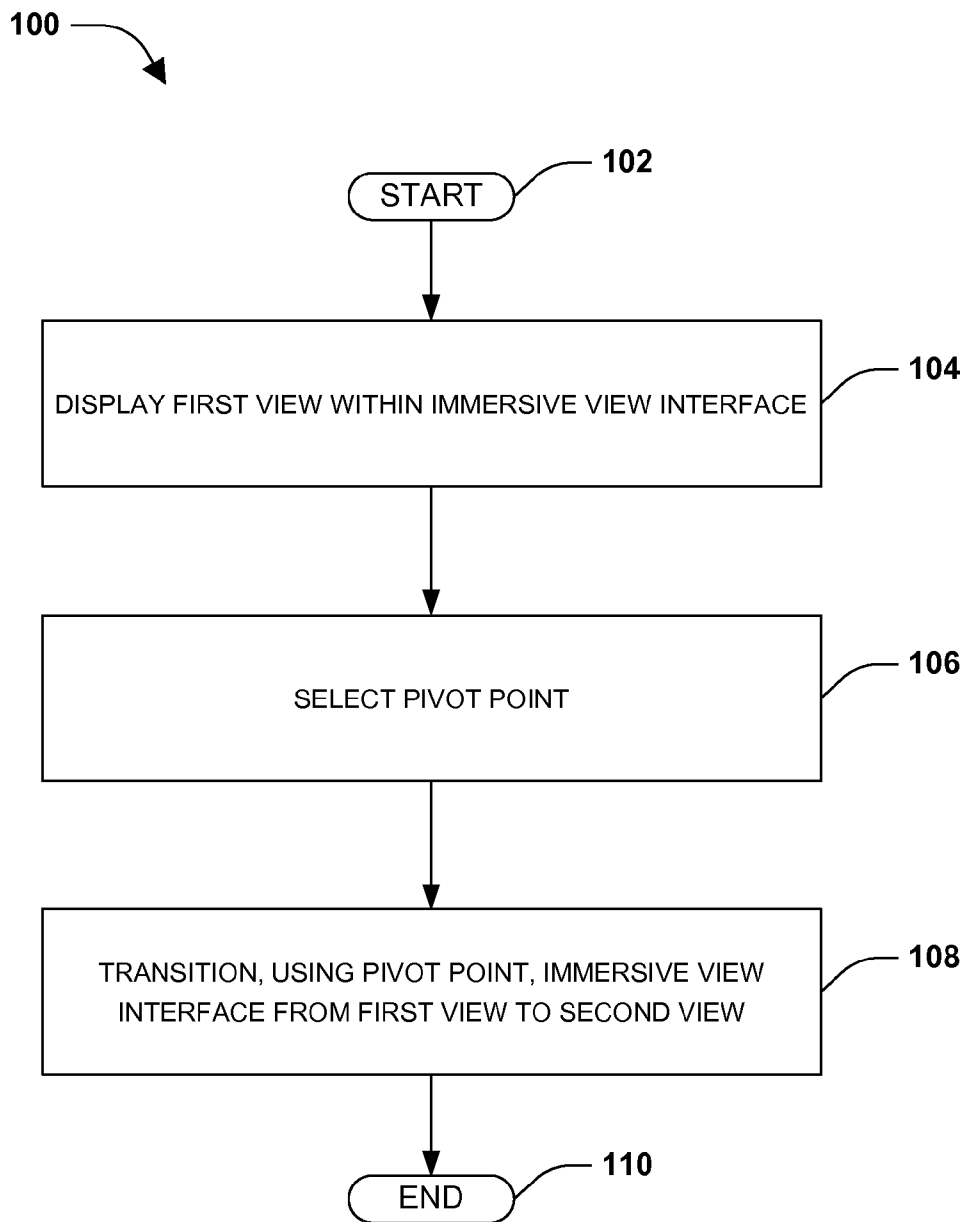 100
102
START
104
DISPLAY FIRST VIEW WITHIN IMMERSIVE VIEW INTERFACE
106
SELECT PIVOT POINT
108
TRANSITION, USING PIVOT POINT, IMMERSIVE VIEW
INTERFACE FROM FIRST VIEW TO SECOND VIEW
110
END